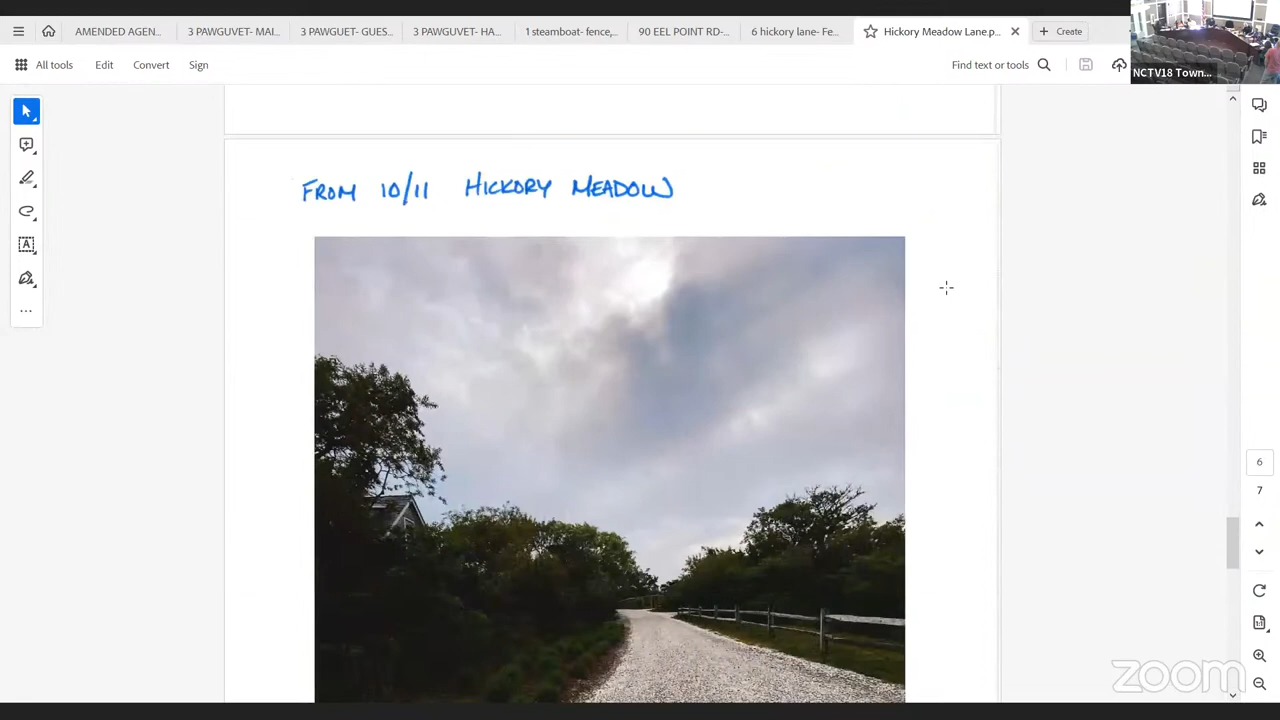 AMENDED AGEN...
3 PAWGUVET- MAI...
3 PAWGUET- GUES...
3 PAWGUVET- HA...
1 steamboat- fence,...
90 EEL POINT RD-...
6 hickory lane- Fe...
Hickory Meadow Lane.p...
Create
All tools
Edit
Convert
Sign
Find text or tools
NCTV18 Town...
FROM 10/11 HICKORY MEADOW
6
7
zoom